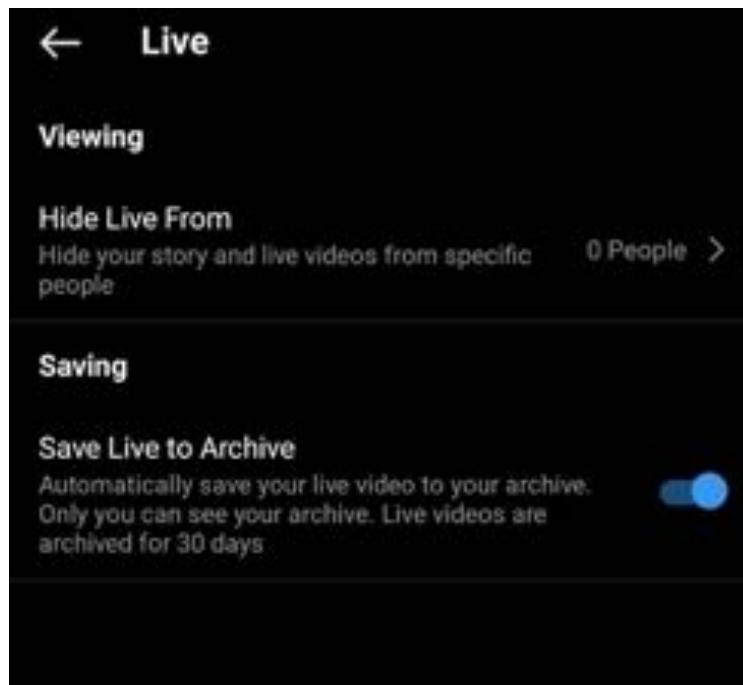 Live
Viewing
Hide Live From
Hide your story and live videos from specific
people
0 People
Saving
Save Live to Archive
Automatically save your live video to your archive.
Only you can see your archive. Live videos are
archived for 30 days